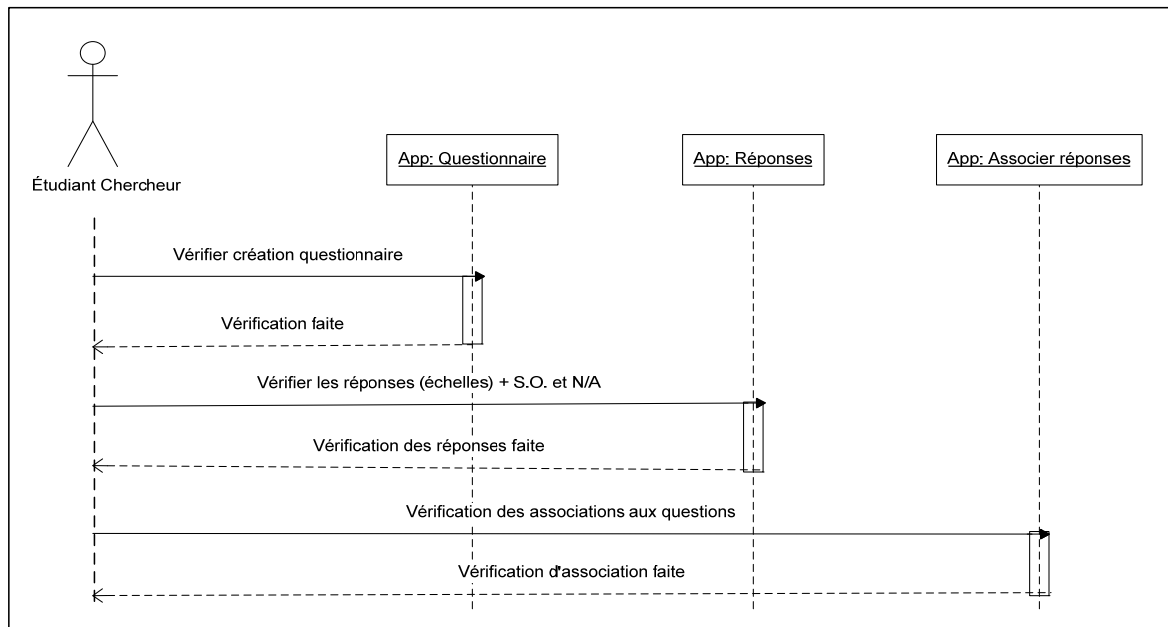 App: Questionnaire
App: Réponses
App: Associer réponses
Étudiant Chercheur
Vérifier création questionnaire
Vérification faite
Vérifier les réponses (échelles) + S.O. et N/A
Vérification des réponses faite
Vérification des associations aux questions
Vérification d'association faite